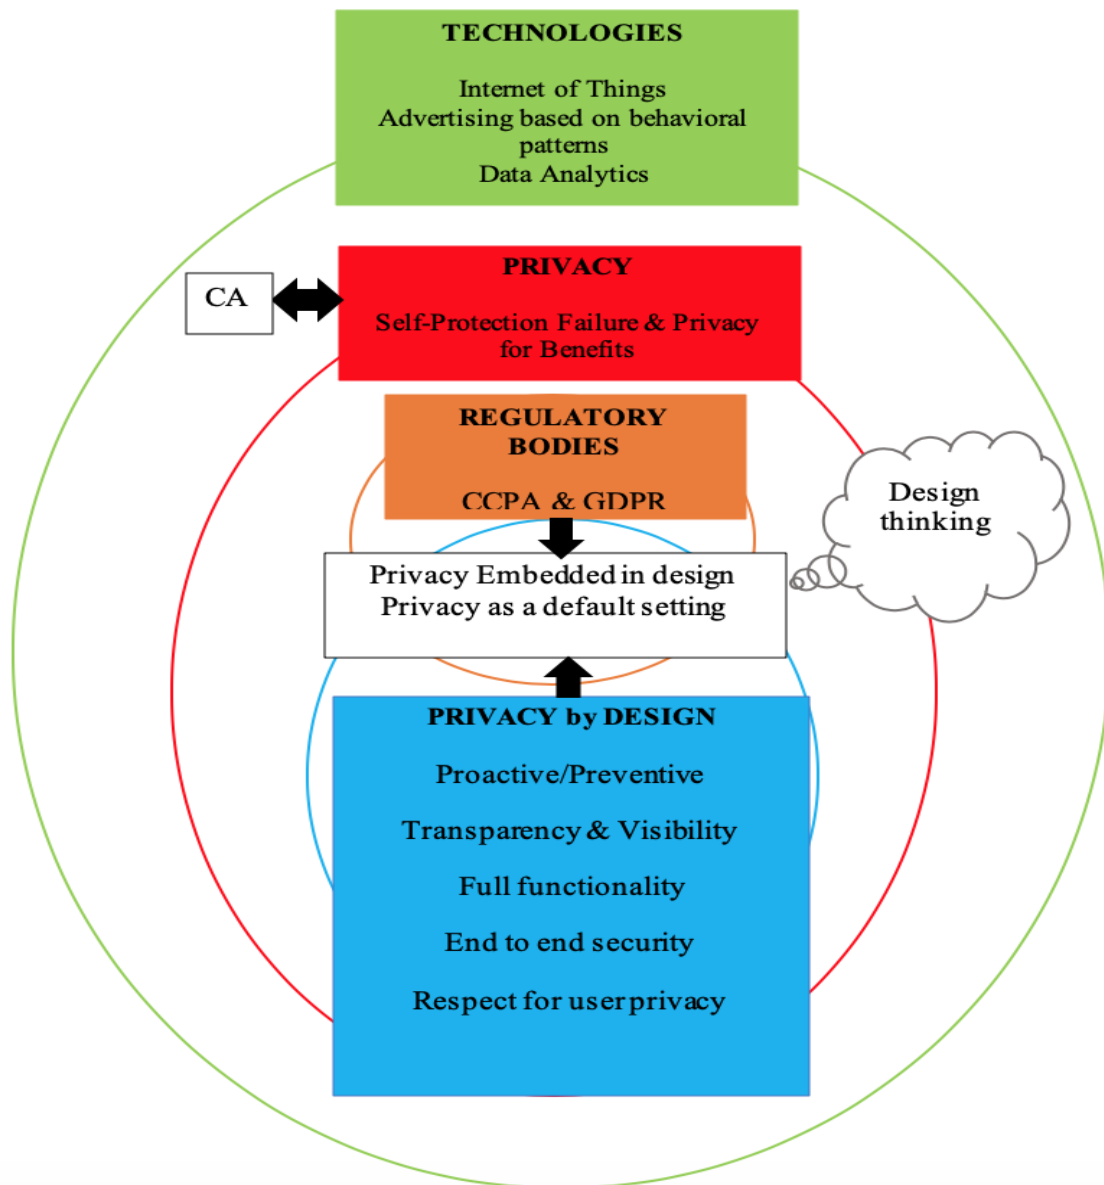 TECHNOLOGIES
Internet of Things
Advertising based on behavioral
patterns
Data Analytics
PRIVACY
CA
Self-Protection Failure & Privacy
for Benefits
REGULATORY
BODIES
CCPA & GDPR
Design
thinking
Privacy Embedded in design
Privacy as a default setting
PRIVACY by DESIGN
Proactive/Preventive
Transparency & Visibility
Full functionality
End to end security
Respect for user privacy